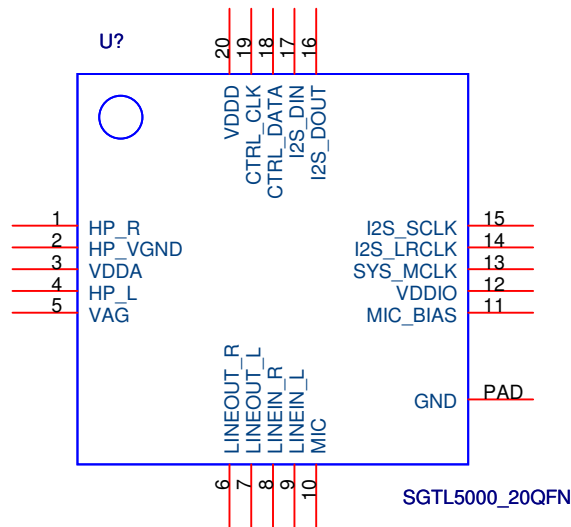 U?
20 19 18 17 16
VDDD
CTRL_CLK
CTRL_DATA
I2S_DIN
I2S_DOUT
1 HP_R
2 HP_VGND
3 VDDA
4 HP_L
5 VAG
I2S_SCLK 15
I2S_LRCLK 14
SYS_MCLK 13
VDDIO 12
MIC_BIAS 11
GND PAD
LINEOUT_R
LINEOUT_L
LINEIN_R
LINEIN_L
MIC
6 7 8 9 10
SGTL5000_20QFN